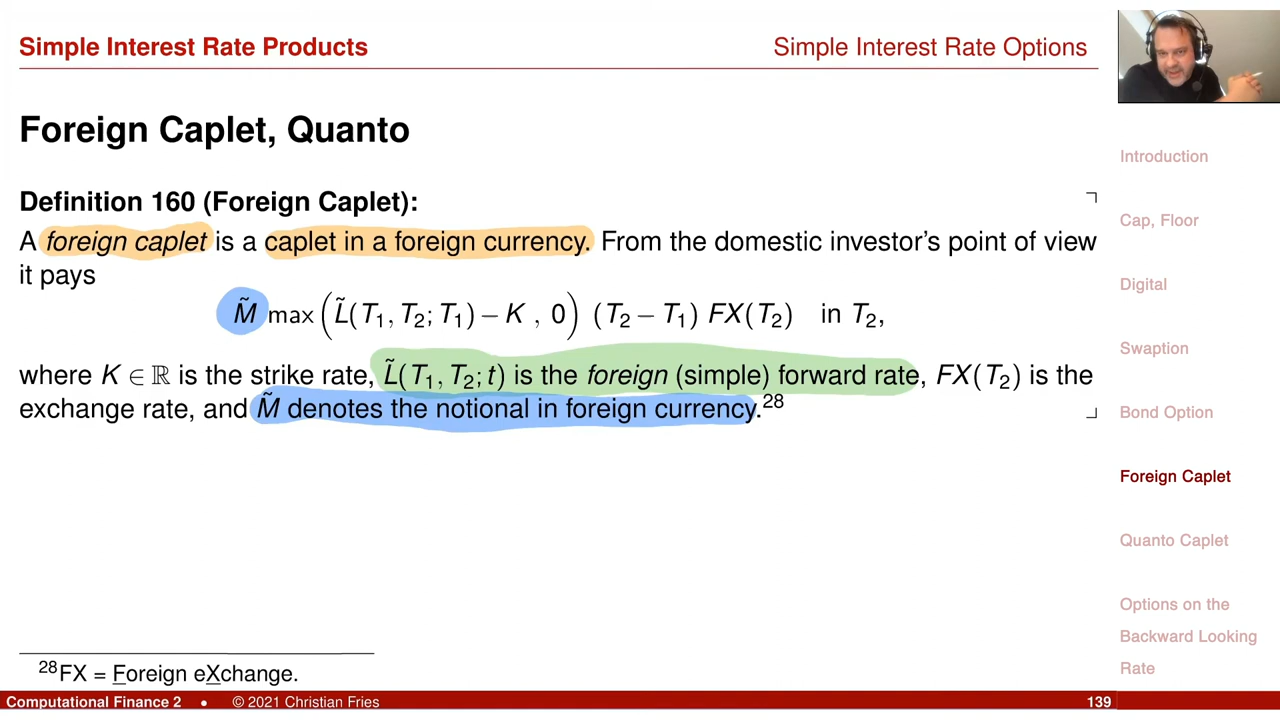 Simple Interest Rate Products
Simple Interest Rate Options
Foreign Caplet, Quanto
Definition 160 (Foreign Caplet):
A foreign caplet is a caplet in a foreign currency. From the domestic investor's point of view
it pays
M̃ max ( L̃(T₁, T₂; T₁) − K , 0 ) (T₂ − T₁) FX(T₂) in T₂,
where K ∈ ℝ is the strike rate, L̃(T₁, T₂; t) is the foreign (simple) forward rate, FX(T₂) is the
exchange rate, and M̃ denotes the notional in foreign currency.²⁸
²⁸FX = Foreign eXchange.
Computational Finance 2 • © 2021 Christian Fries
139
Introduction
Cap, Floor
Digital
Swaption
Bond Option
Foreign Caplet
Quanto Caplet
Options on the
Backward Looking
Rate